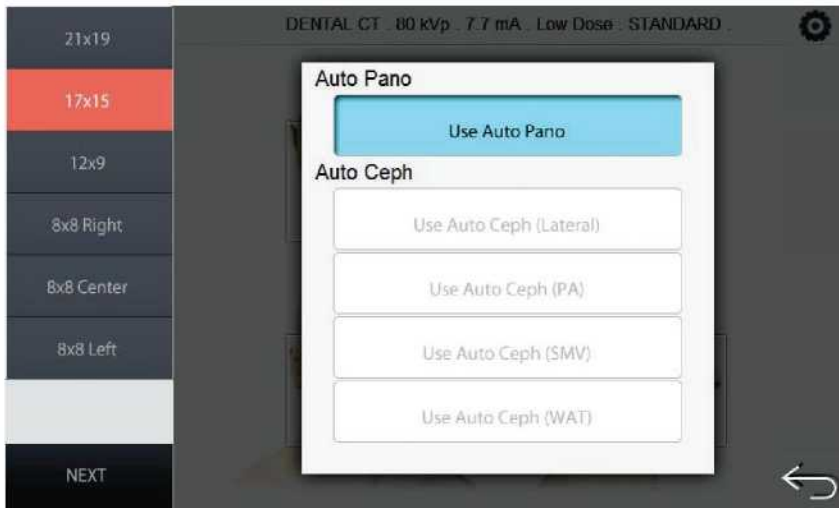 DENTAL CT . 80 kVp . 7.7 mA . Low Dose . STANDARD .
21x19
17x15
12x9
8x8 Right
8x8 Center
8x8 Left
NEXT
Auto Pano
Use Auto Pano
Auto Ceph
Use Auto Ceph (Lateral)
Use Auto Ceph (PA)
Use Auto Ceph (SMV)
Use Auto Ceph (WAT)